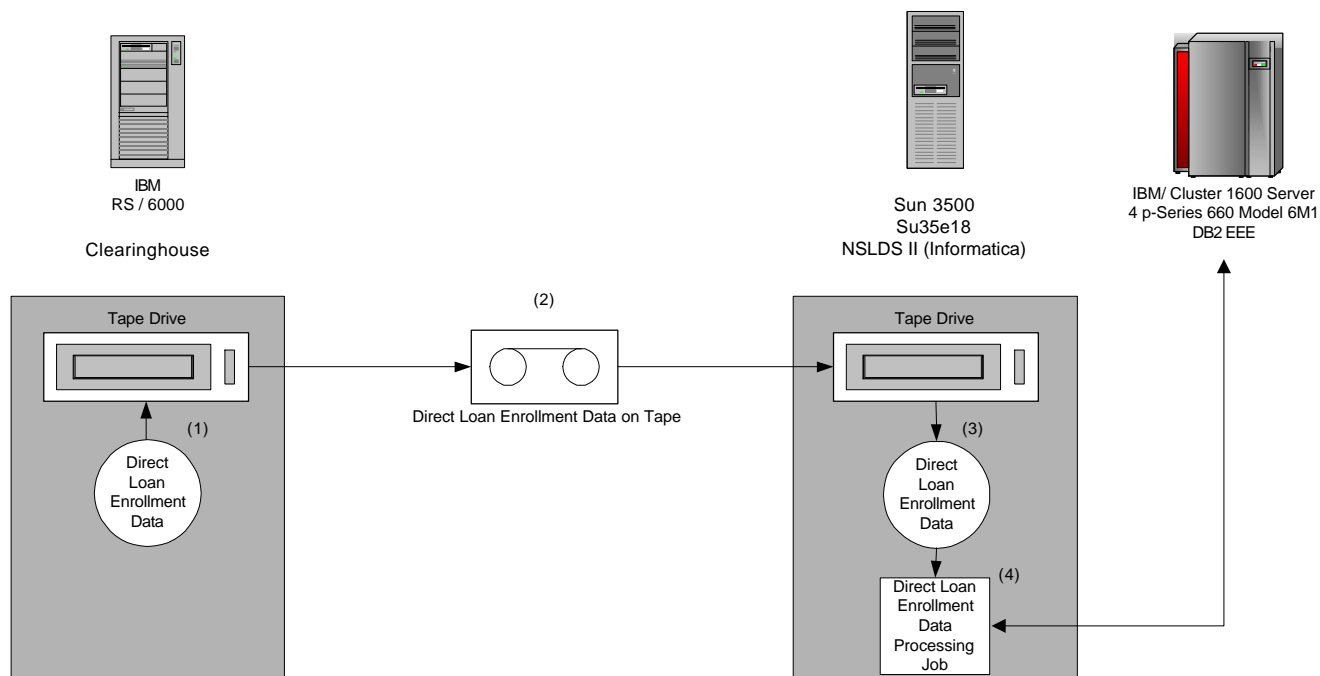 IBM
RS / 6000
Clearinghouse
Sun 3500
Su35e18
NSLDS II (Informatica)
IBM/ Cluster 1600 Server
4 p-Series 660 Model 6M1
DB2 EEE
Tape Drive
(1)
Direct
Loan
Enrollment
Data
(2)
Direct Loan Enrollment Data on Tape
Tape Drive
(3)
Direct
Loan
Enrollment
Data
(4)
Direct Loan
Enrollment
Data
Processing
Job